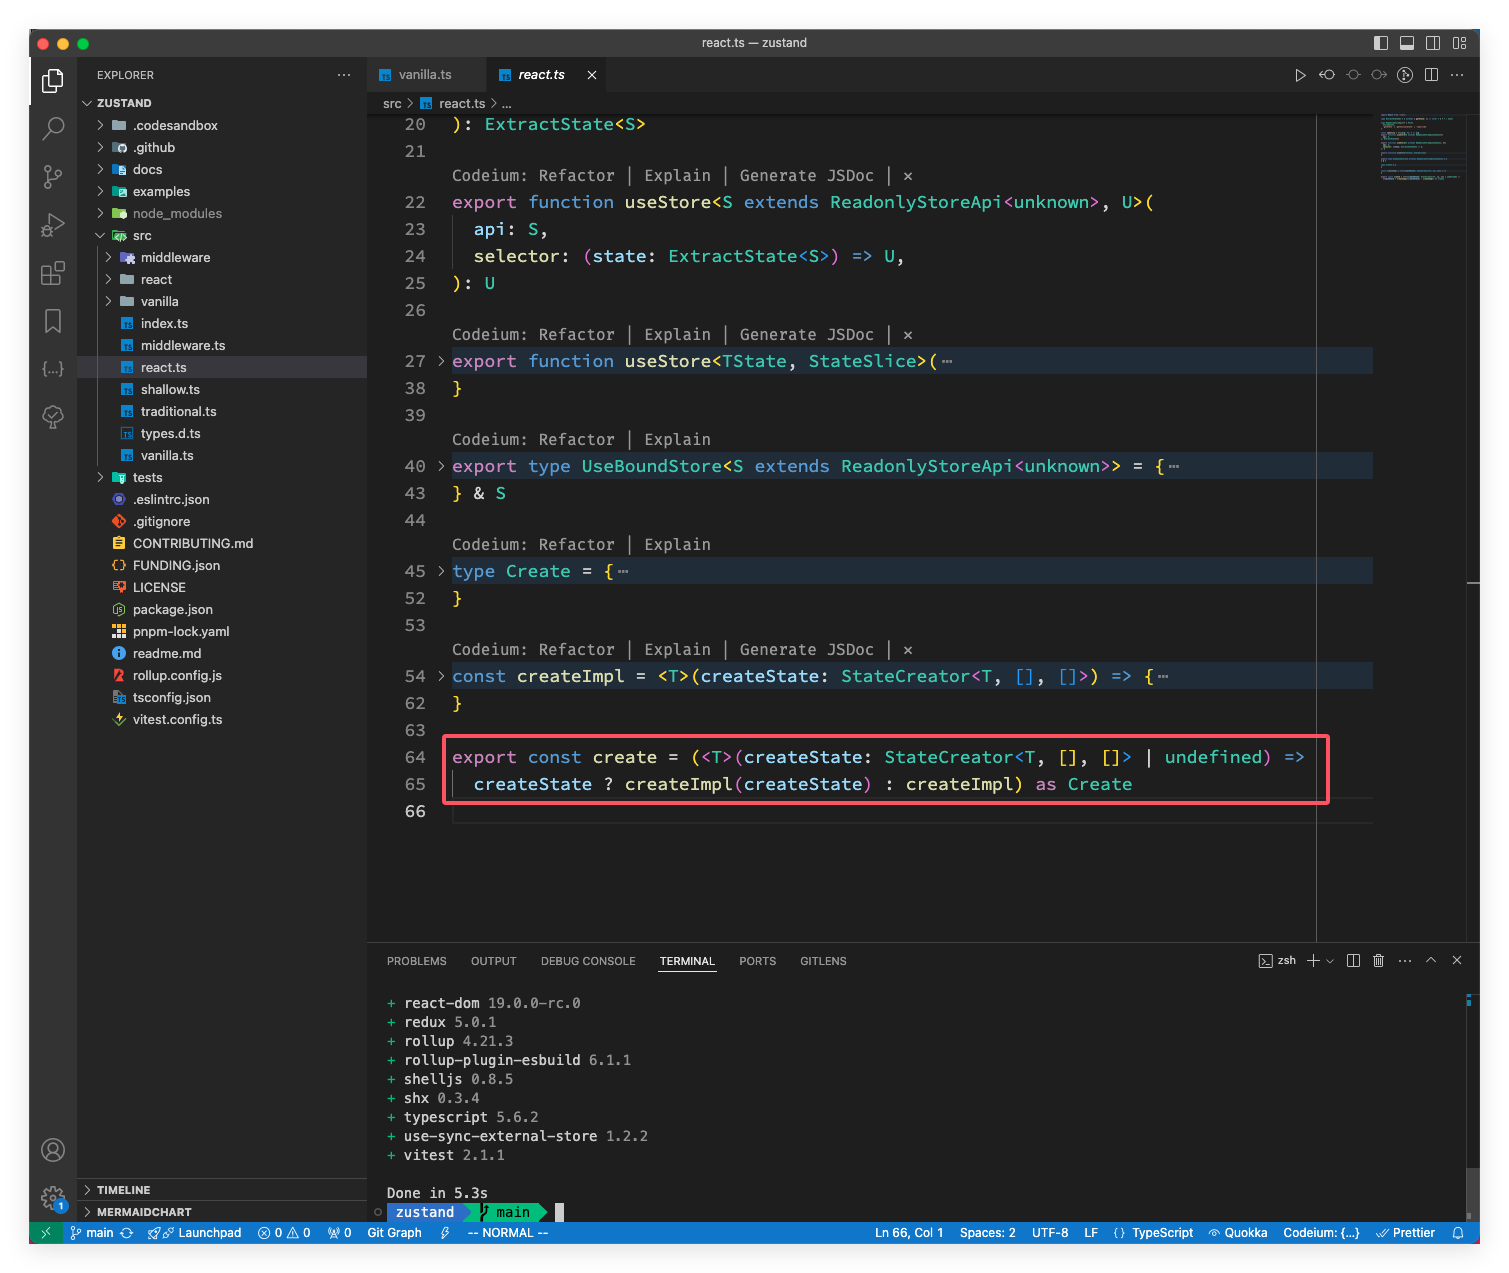 react.ts — zustand
EXPLORER
ZUSTAND
.codesandbox
.github
docs
examples
node_modules
src
middleware
react
vanilla
index.ts
middleware.ts
react.ts
shallow.ts
traditional.ts
types.d.ts
vanilla.ts
tests
.eslintrc.json
.gitignore
CONTRIBUTING.md
FUNDING.json
LICENSE
package.json
pnpm-lock.yaml
readme.md
rollup.config.js
tsconfig.json
vitest.config.ts
TIMELINE
MERMAIDCHART
vanilla.ts react.ts
src > react.ts > ...
20 ): ExtractState<S>
21
Codeium: Refactor | Explain | Generate JSDoc | ×
22 export function useStore<S extends ReadonlyStoreApi<unknown>, U>(
23 api: S,
24 selector: (state: ExtractState<S>) => U,
25 ): U
26
Codeium: Refactor | Explain | Generate JSDoc | ×
27 export function useStore<TState, StateSlice>(⋯
38 }
39
Codeium: Refactor | Explain
40 export type UseBoundStore<S extends ReadonlyStoreApi<unknown>> = {⋯
43 } & S
44
Codeium: Refactor | Explain
45 type Create = {⋯
52 }
53
Codeium: Refactor | Explain | Generate JSDoc | ×
54 const createImpl = <T>(createState: StateCreator<T, [], []>) => {⋯
62 }
63
64 export const create = (<T>(createState: StateCreator<T, [], []> | undefined) =>
65 createState ? createImpl(createState) : createImpl) as Create
66
PROBLEMS OUTPUT DEBUG CONSOLE TERMINAL PORTS GITLENS
zsh
+ react-dom 19.0.0-rc.0
+ redux 5.0.1
+ rollup 4.21.3
+ rollup-plugin-esbuild 6.1.1
+ shelljs 0.8.5
+ shx 0.3.4
+ typescript 5.6.2
+ use-sync-external-store 1.2.2
+ vitest 2.1.1
Done in 5.3s
zustand main
1
main Launchpad 0 0 0 Git Graph -- NORMAL -- Ln 66, Col 1 Spaces: 2 UTF-8 LF {} TypeScript Quokka Codeium: {...} Prettier